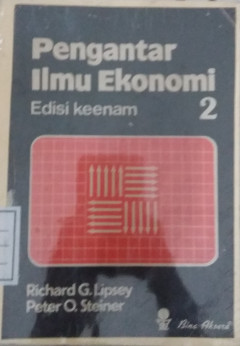 Pengantar
Ilmu Ekonomi
Edisi keenam 2
Richard G. Lipsey
Peter O. Steiner
Bina Aksara